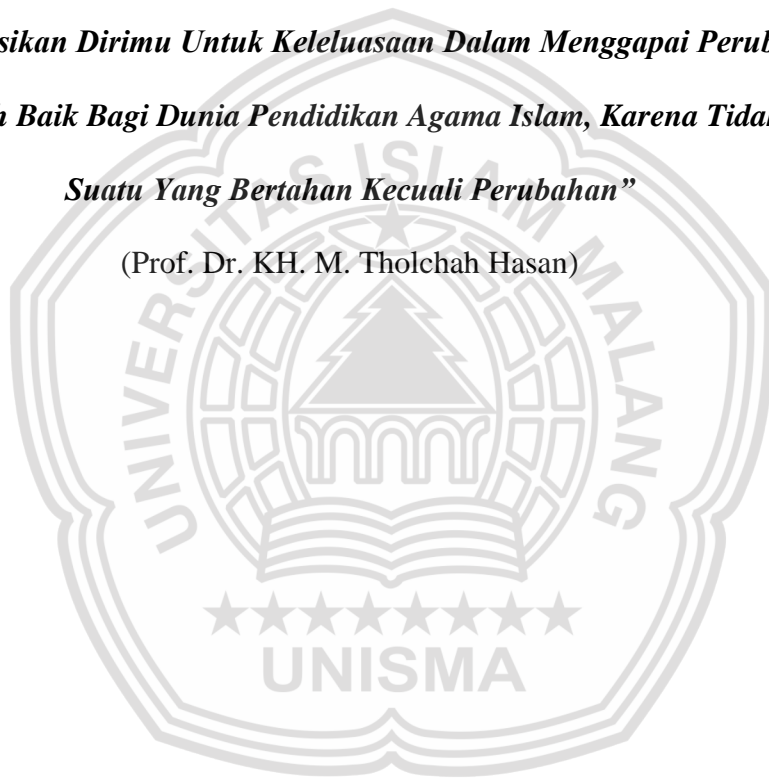 sikan Dirimu Untuk Keleluasaan Dalam Menggapai Perub
Baik Bagi Dunia Pendidikan Agama Islam, Karena Tidak
Suatu Yang Bertahan Kecuali Perubahan”
(Prof. Dr. KH. M. Tholchah Hasan)
UNIVERSITAS ISLAM MALANG
UNISMA